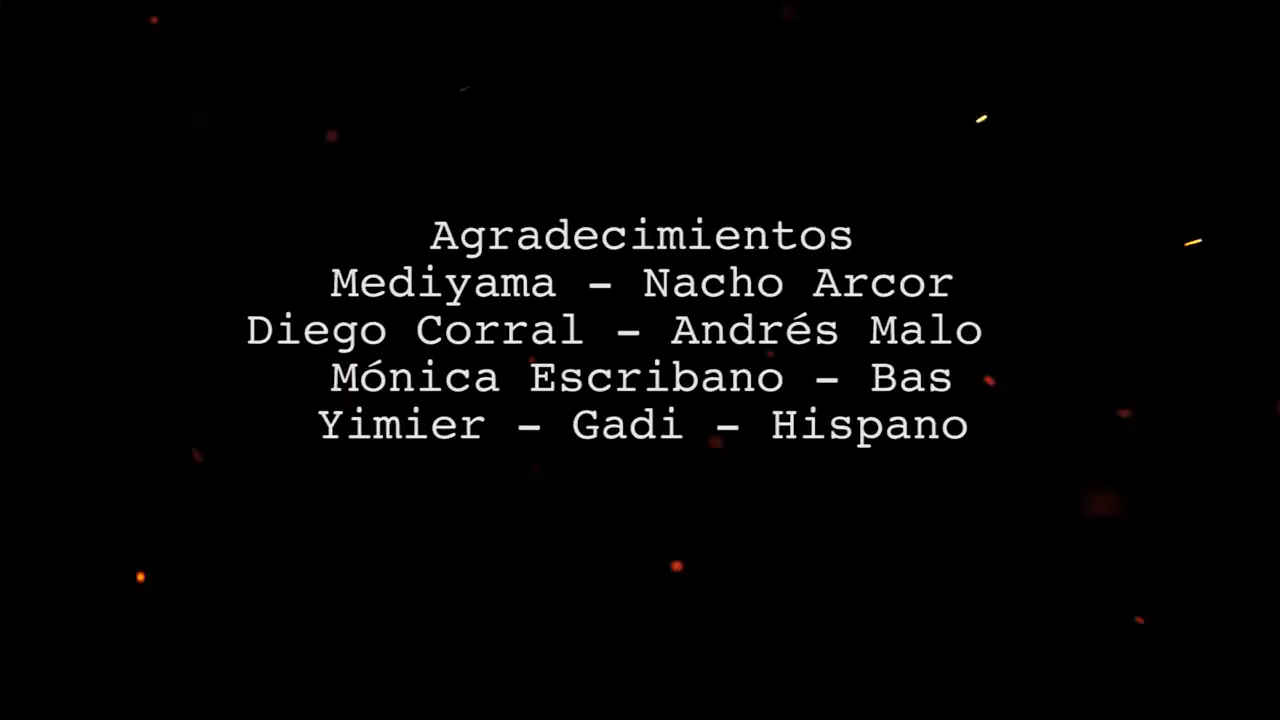 Agradecimientos
Mediyama - Nacho Arcor
Diego Corral - Andrés Malo
Mónica Escribano - Bas
Yimier - Gadi - Hispano